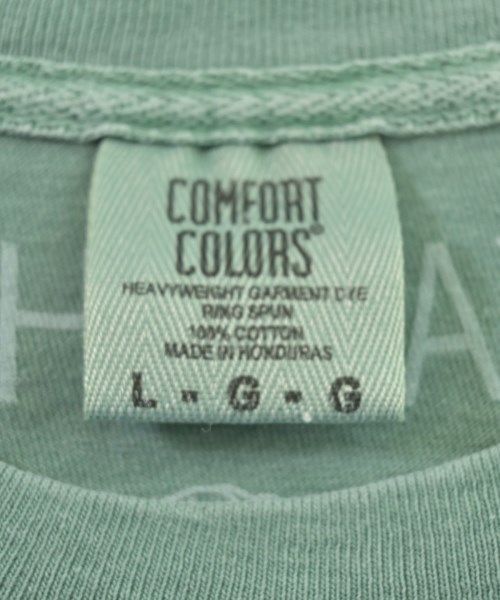 COMFORT
COLORS®
HEAVYWEIGHT GARMENT DYE
RING SPUN
100% COTTON
MADE IN HONDURAS
L - G - G
H A